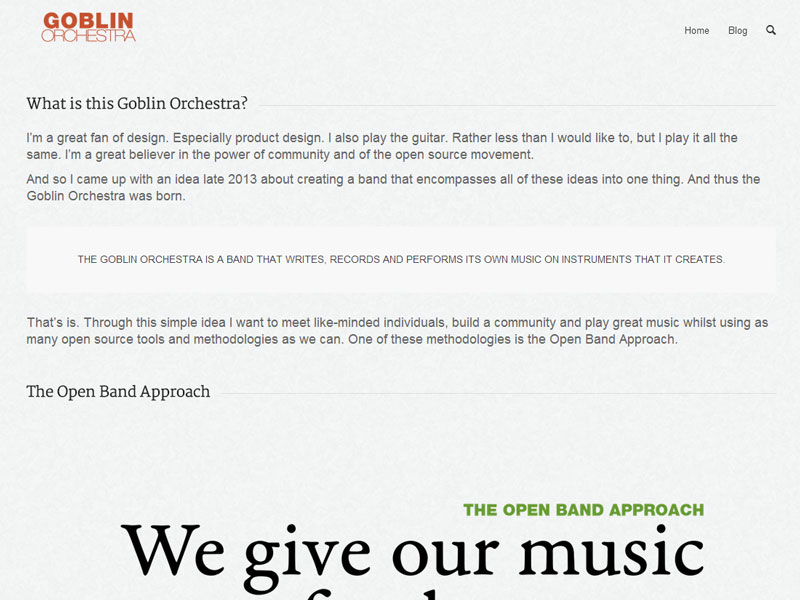 GOBLIN
ORCHESTRA
Home Blog
What is this Goblin Orchestra?
I'm a great fan of design. Especially product design. I also play the guitar. Rather less than I would like to, but I play it all the
same. I'm a great believer in the power of community and of the open source movement.
And so I came up with an idea late 2013 about creating a band that encompasses all of these ideas into one thing. And thus the
Goblin Orchestra was born.
THE GOBLIN ORCHESTRA IS A BAND THAT WRITES, RECORDS AND PERFORMS ITS OWN MUSIC ON INSTRUMENTS THAT IT CREATES.
That's is. Through this simple idea I want to meet like-minded individuals, build a community and play great music whilst using as
many open source tools and methodologies as we can. One of these methodologies is the Open Band Approach.
The Open Band Approach
THE OPEN BAND APPROACH
We give our music